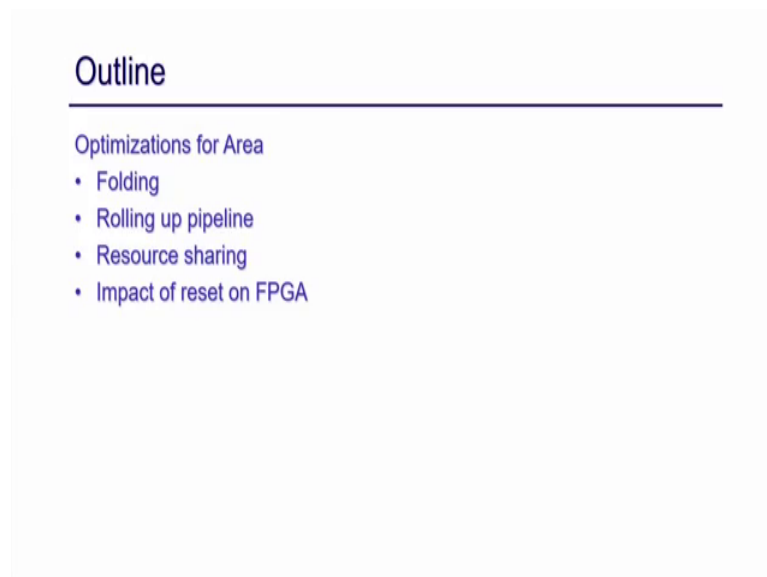 Outline
Optimizations for Area
• Folding
• Rolling up pipeline
• Resource sharing
• Impact of reset on FPGA